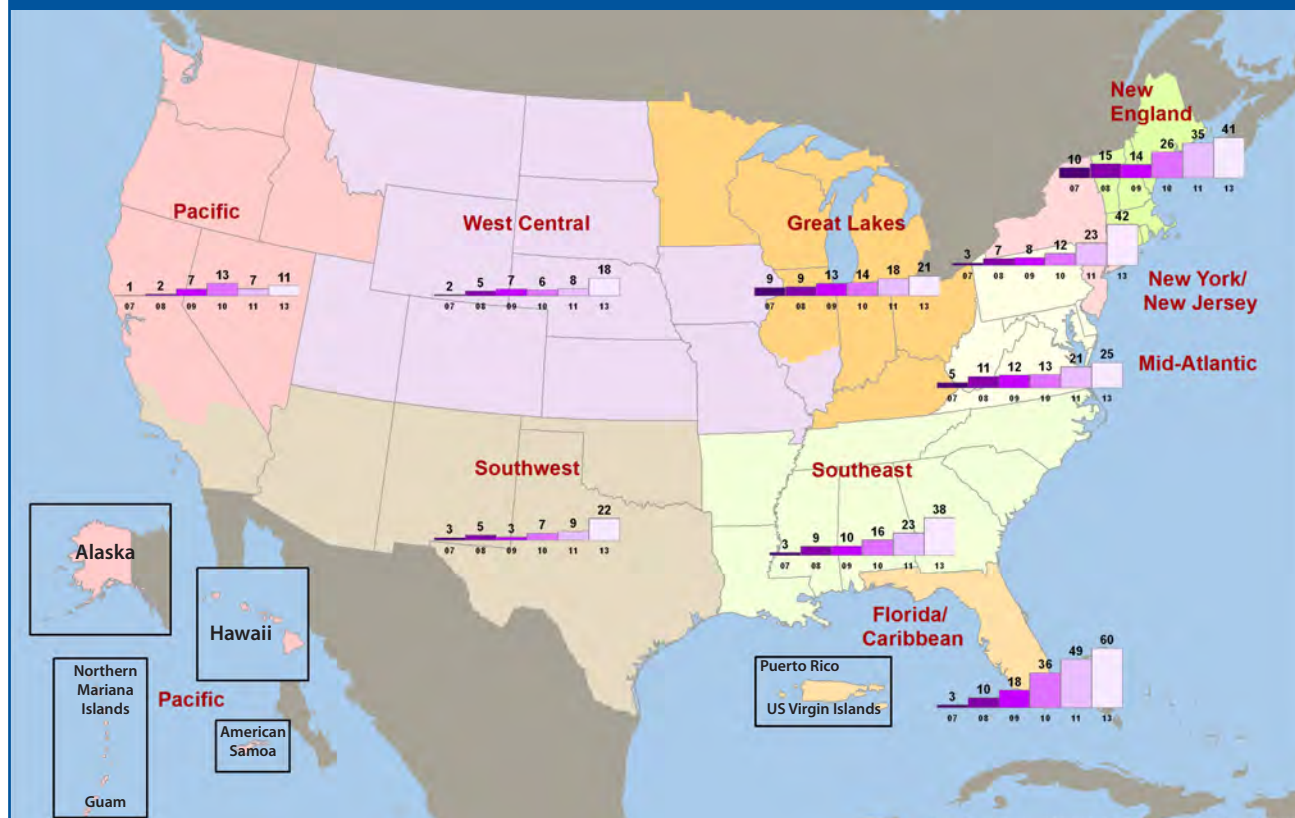 New
England
10 15 14 26 35 41
07 08 09 10 11 13
Pacific
1 2 7 13 7 11
07 08 09 10 11 13
West Central
2 5 7 6 8 18
07 08 09 10 11 13
Great Lakes
9 9 13 14 18 21
07 08 09 10 11 13
3 7 8 12 23 42
07 08 09 10 11 13
New York/
New Jersey
Mid-Atlantic
5 11 12 13 21 25
07 08 09 10 11 13
Southwest
3 5 3 7 9 22
07 08 09 10 11 13
Southeast
3 9 10 16 23 38
07 08 09 10 11 13
Florida/
Caribbean
3 10 18 36 49 60
07 08 09 10 11 13
Alaska
Hawaii
Northern
Mariana
Islands
Guam
Pacific
American
Samoa
Puerto Rico
US Virgin Islands